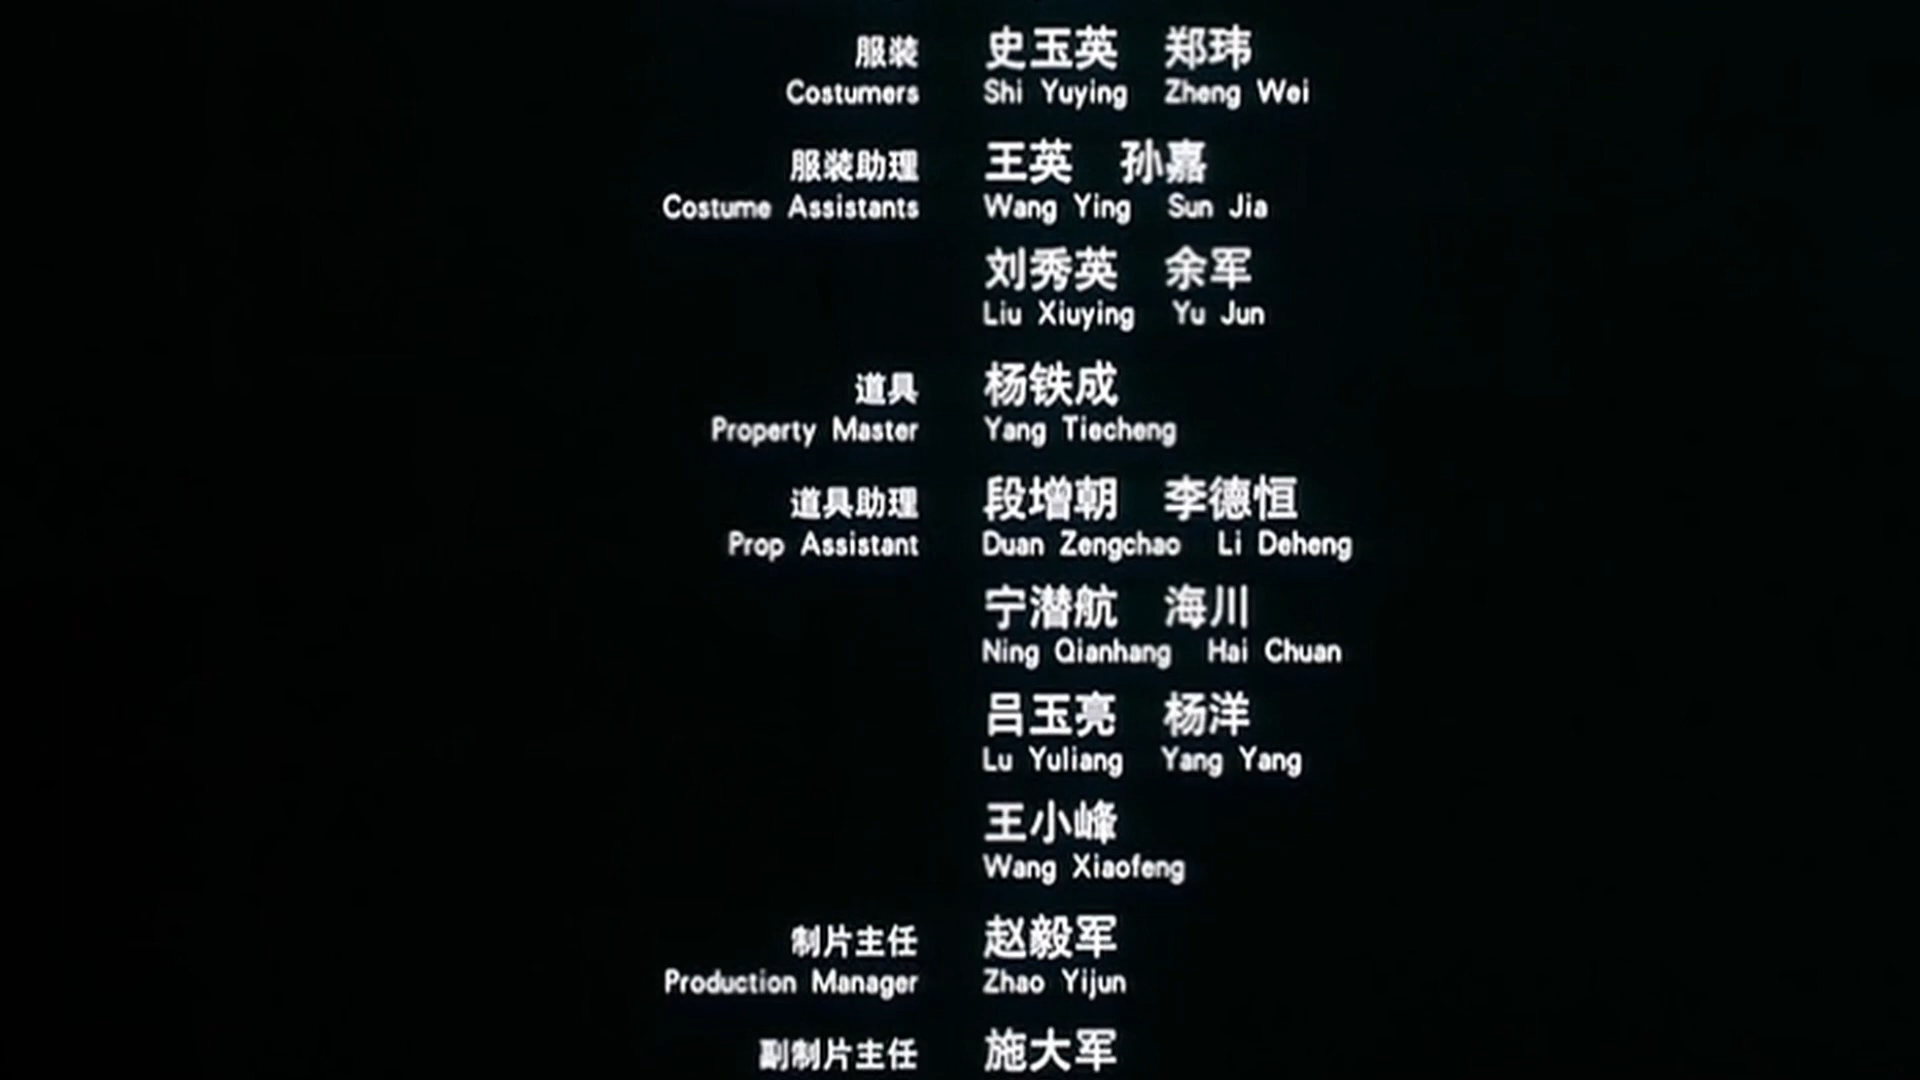 服装 史玉英 郑玮
Costumers Shi Yuying Zheng Wei
服装助理 王英 孙嘉
Costume Assistants Wang Ying Sun Jia
刘秀英 余军
Liu Xiuying Yu Jun
道具 杨铁成
Property Master Yang Tiecheng
道具助理 段增朝 李德恒
Prop Assistant Duan Zengchao Li Deheng
宁潜航 海川
Ning Qianhang Hai Chuan
吕玉亮 杨洋
Lu Yuliang Yang Yang
王小峰
Wang Xiaofeng
制片主任 赵毅军
Production Manager Zhao Yijun
副制片主任 施大军